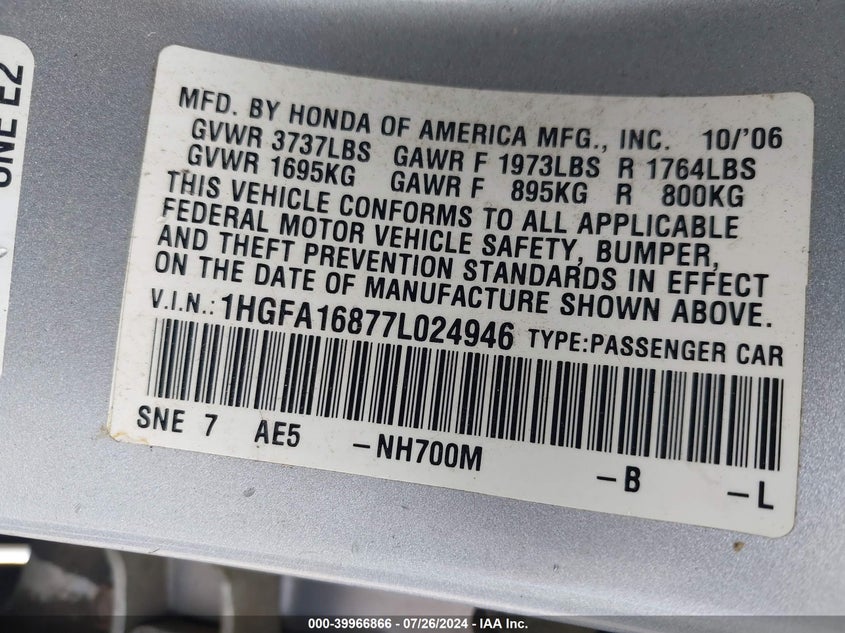 ONE E2
MFD. BY HONDA OF AMERICA MFG., INC. 10/'06
GVWR 3737LBS GAWR F 1973LBS R 1764LBS
GVWR 1695KG GAWR F 895KG R 800KG
THIS VEHICLE CONFORMS TO ALL APPLICABLE
FEDERAL MOTOR VEHICLE SAFETY, BUMPER,
AND THEFT PREVENTION STANDARDS IN EFFECT
ON THE DATE OF MANUFACTURE SHOWN ABOVE.
V.I.N.: 1HGFA16877L024946 TYPE:PASSENGER CAR
SNE 7 AE5 -NH700M -B -L
000-39966866 - 07/26/2024 - IAA Inc.